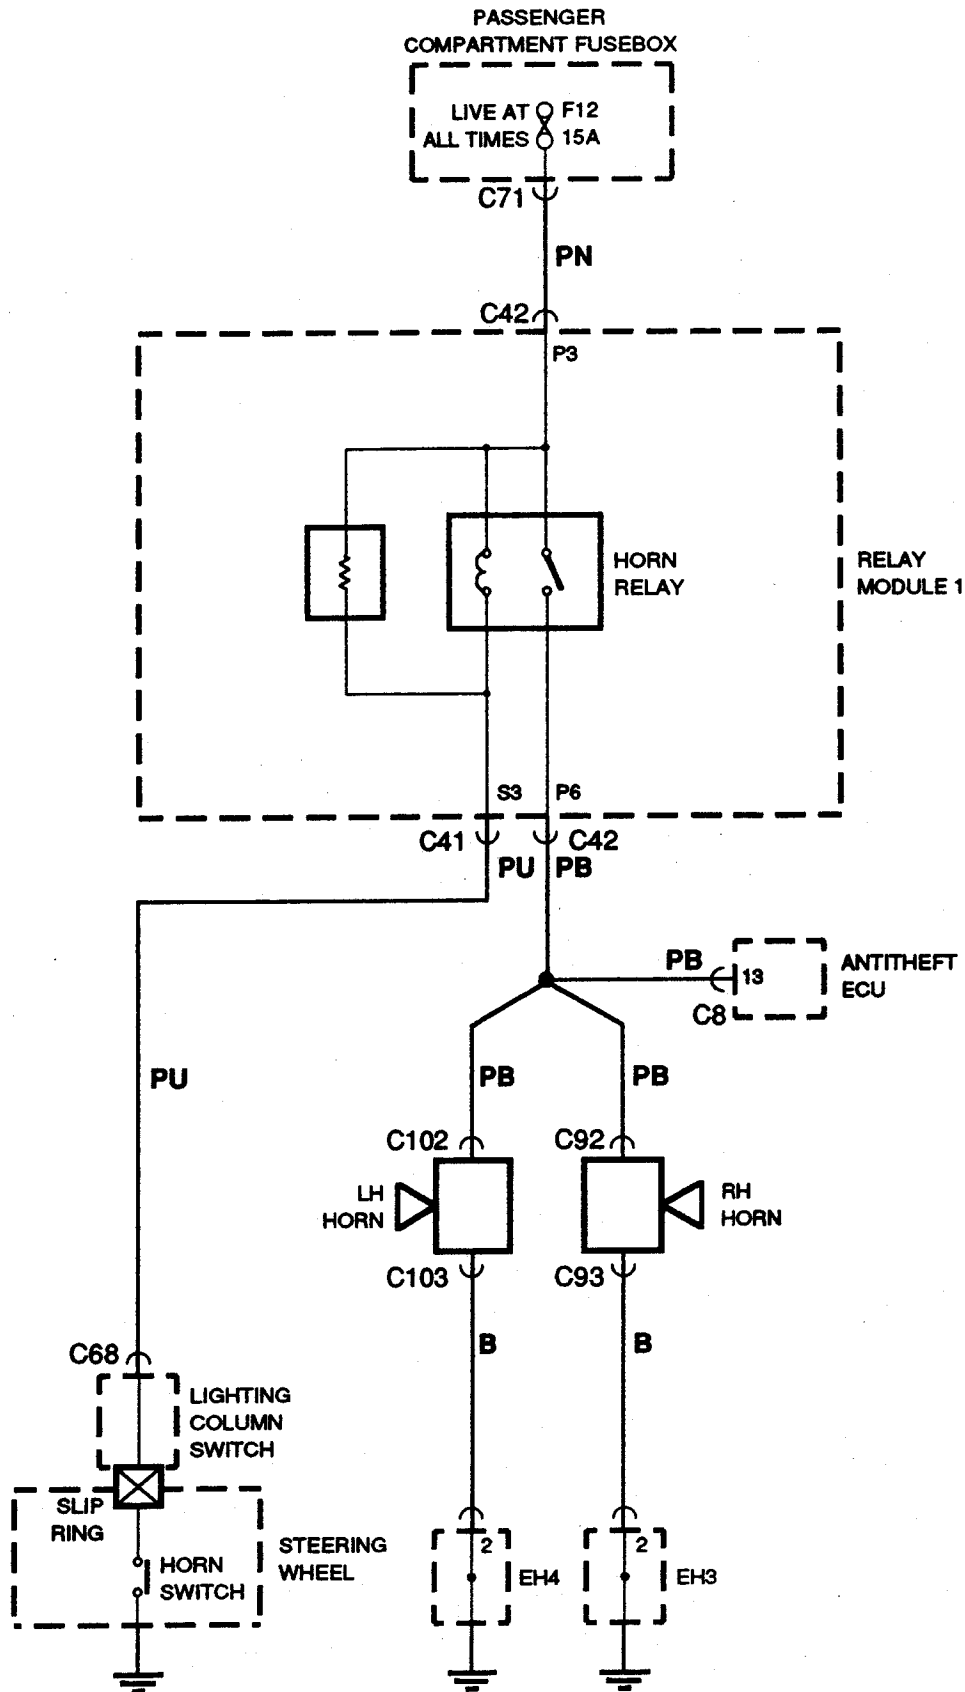 PASSENGER
COMPARTMENT FUSEBOX
LIVE AT
ALL TIMES
F12
15A
C71
PN
C42
P3
HORN
RELAY
RELAY
MODULE 1
S3
P6
C41
C42
PU
PB
PB
13
C8
ANTITHEFT
ECU
PU
PB
PB
C102
C92
LH
HORN
RH
HORN
C103
C93
B
B
C68
LIGHTING
COLUMN
SWITCH
SLIP
RING
HORN
SWITCH
STEERING
WHEEL
2
EH4
2
EH3